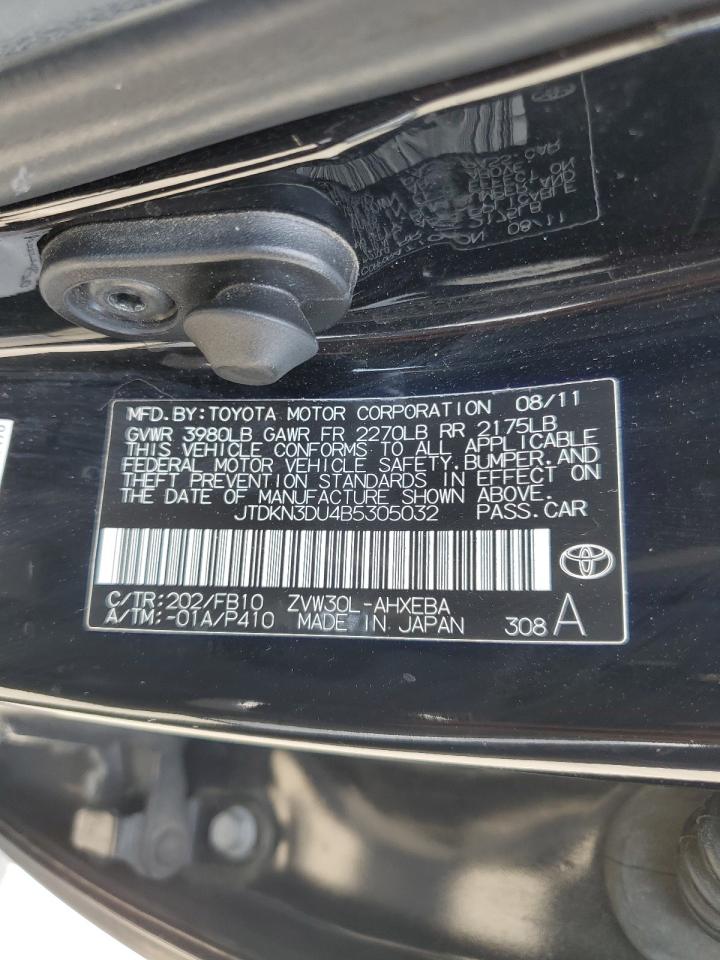 MFD.BY:TOYOTA MOTOR CORPORATION 08/11
GVWR 3980LB GAWR FR 2270LB RR 2175LB
THIS VEHICLE CONFORMS TO ALL APPLICABLE
FEDERAL MOTOR VEHICLE SAFETY,BUMPER,AND
THEFT PREVENTION STANDARDS IN EFFECT ON
THE DATE OF MANUFACTURE SHOWN ABOVE.
JTDKN3DU4B5305032 PASS.CAR
C/TR:202/FB10 ZVW30L-AHXEBA
A/TM:-01A/P410 MADE IN JAPAN 308 A